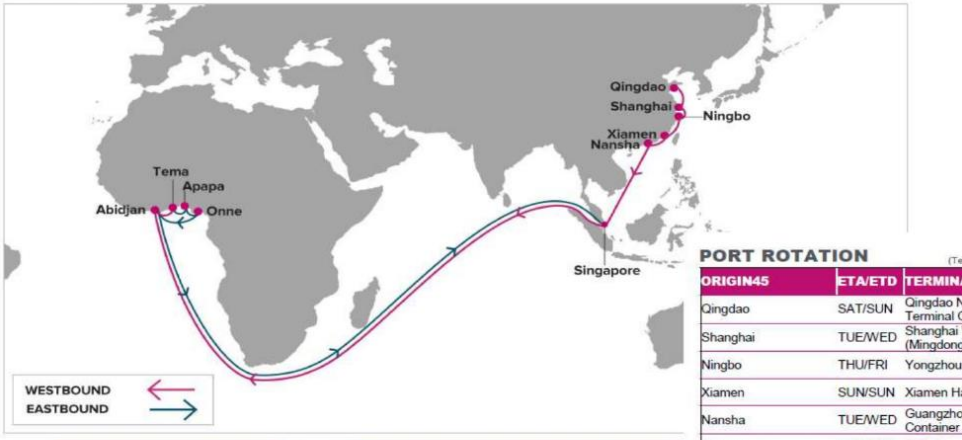 Qingdao
Shanghai
Ningbo
Xiamen
Nansha
Tema
Apapa
Abidjan
Onne
Singapore
WESTBOUND
EASTBOUND
PORT ROTATION
ORIGIN45 ETA/ETD
Qingdao SAT/SUN Qingdao
Terminal
Shanghai TUE/WED Shanghai
(Mingdong
Ningbo THU/FRI Yongzhou
Xiamen SUN/SUN Xiamen
Nansha TUE/WED
Container